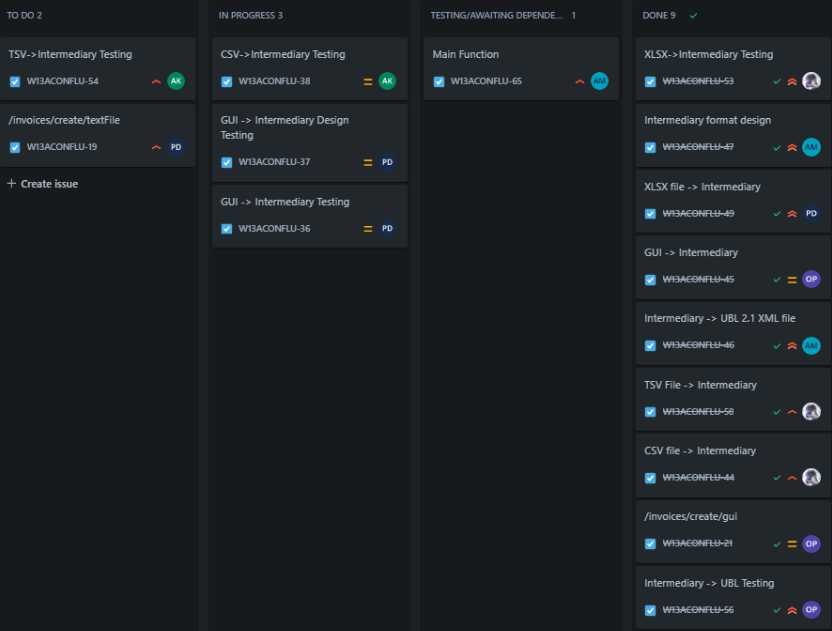 TO DO 2
TSV->Intermediary Testing
W13ACONFLU-54
AK
/invoices/create/textFile
W13ACONFLU-19
PD
+ Create issue
IN PROGRESS 3
CSV->Intermediary Testing
W13ACONFLU-38
AK
GUI -> Intermediary Design
Testing
W13ACONFLU-37
PD
GUI -> Intermediary Testing
W13ACONFLU-36
PD
TESTING/AWAITING DEPENDE... 1
Main Function
W13ACONFLU-65
AM
DONE 9
XLSX->Intermediary Testing
W13ACONFLU-53
Intermediary format design
W13ACONFLU-47
AM
XLSX file -> Intermediary
W13ACONFLU-49
PD
GUI -> Intermediary
W13ACONFLU-45
OP
Intermediary -> UBL 2.1 XML file
W13ACONFLU-46
AM
TSV File -> Intermediary
W13ACONFLU-50
CSV file -> Intermediary
W13ACONFLU-44
/invoices/create/gui
W13ACONFLU-21
OP
Intermediary -> UBL Testing
W13ACONFLU-56
OP